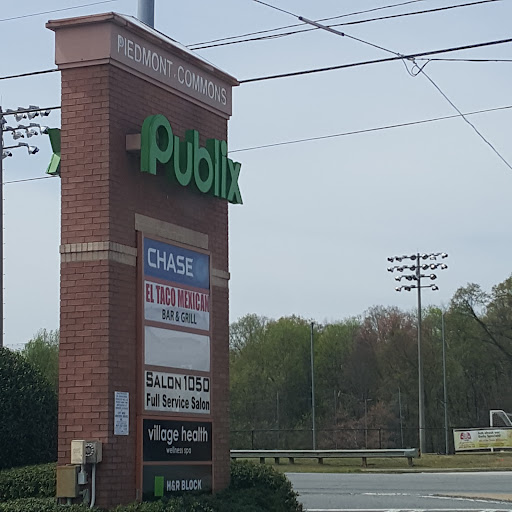 PIEDMONT COMMONS
Publix
CHASE
EL TACO MEXICAN
BAR & GRILL
SALON 1050
Full Service Salon
village health
wellness spa
H&R BLOCK